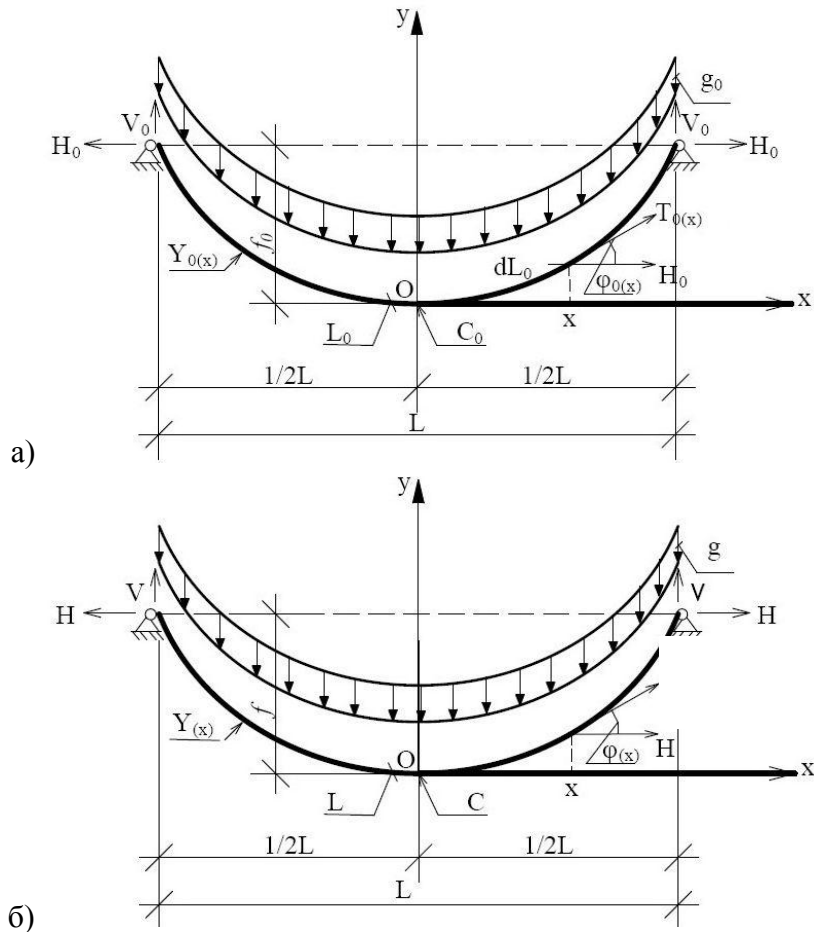 y
g₀
V₀ V₀
H₀ H₀
f₀
T₀₍ₓ₎
Y₀₍ₓ₎
dL₀
H₀
φ₀₍ₓ₎
O
x
x
L₀ C₀
1/2L 1/2L
L
а)
y
g
V V
H H
f
Y₍ₓ₎
H
φ₍ₓ₎
O
x
x
L C
1/2L 1/2L
L
б)